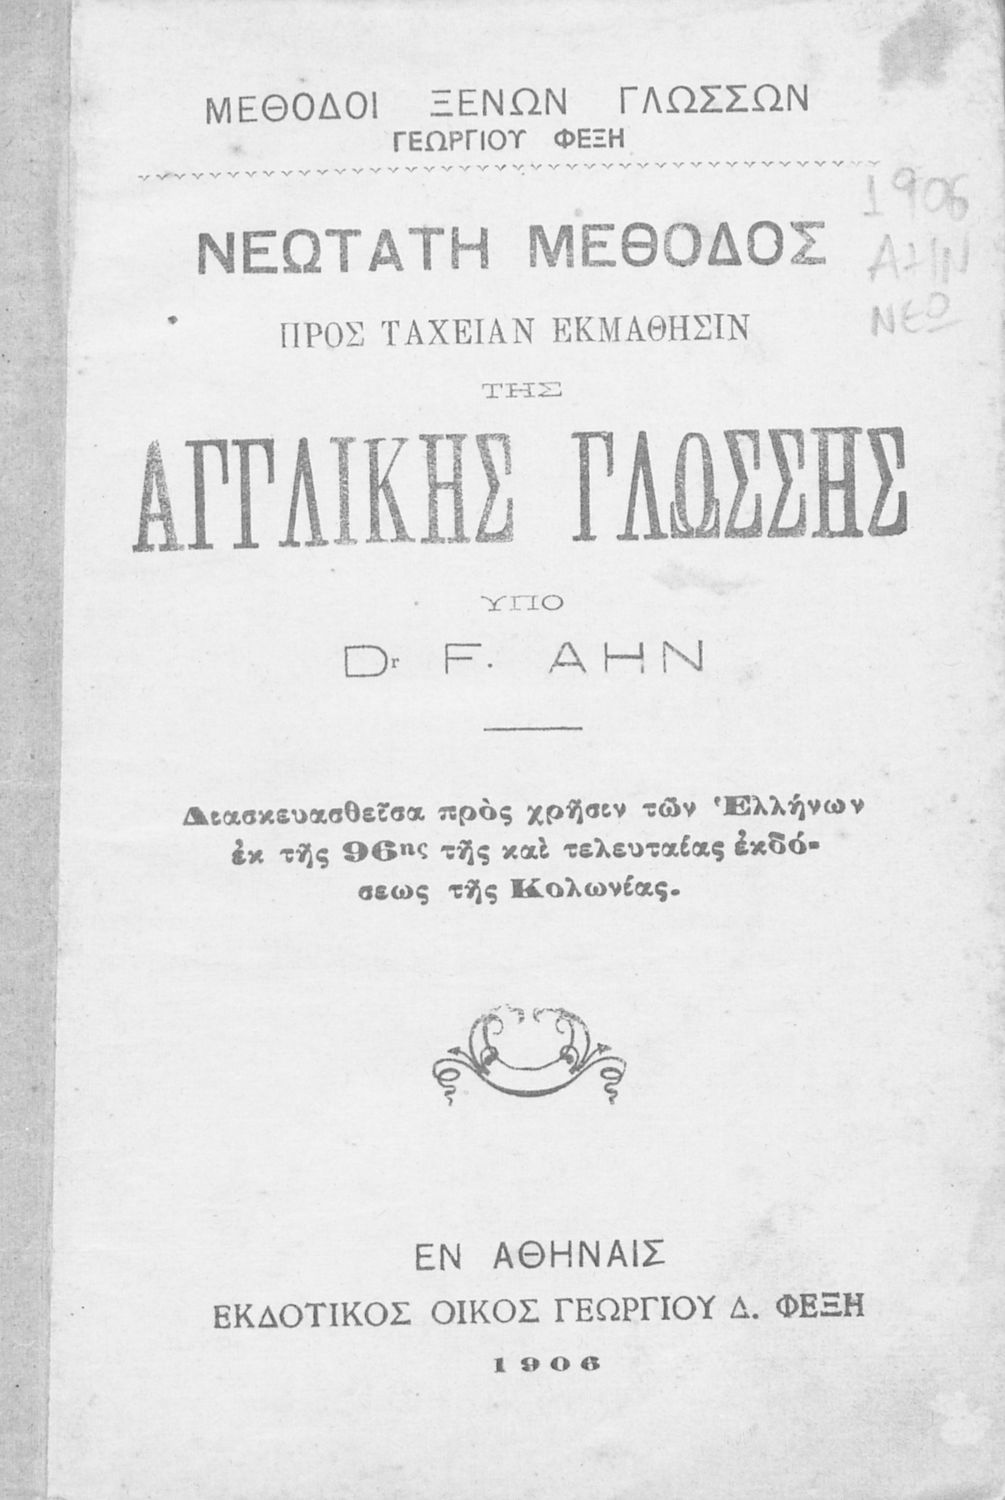 ΜΕΘΟΔΟΙ ΞΕΝΩΝ ΓΛΩΣΣΩΝ
ΓΕΩΡΓΙΟΥ ΦΕΞΗ
1906
ΑΗΝ
ΝΕΩ
ΝΕΩΤΑΤΗ ΜΕΘΟΔΟΣ
ΠΡΟΣ ΤΑΧΕΙΑΝ ΕΚΜΑΘΗΣΙΝ
ΤΗΣ
ΑΓΓΛΙΚΗΣ ΓΛΩΣΣΗΣ
ΥΠΟ
Dr F. AHN
Διασκευασθεῖσα πρὸς χρῆσιν τῶν Ἑλλήνων
ἐκ τῆς 96ης τῆς καὶ τελευταίας ἐκδό-
σεως τῆς Κολωνίας.
ΕΝ ΑΘΗΝΑΙΣ
ΕΚΔΟΤΙΚΟΣ ΟΙΚΟΣ ΓΕΩΡΓΙΟΥ Δ. ΦΕΞΗ
1906